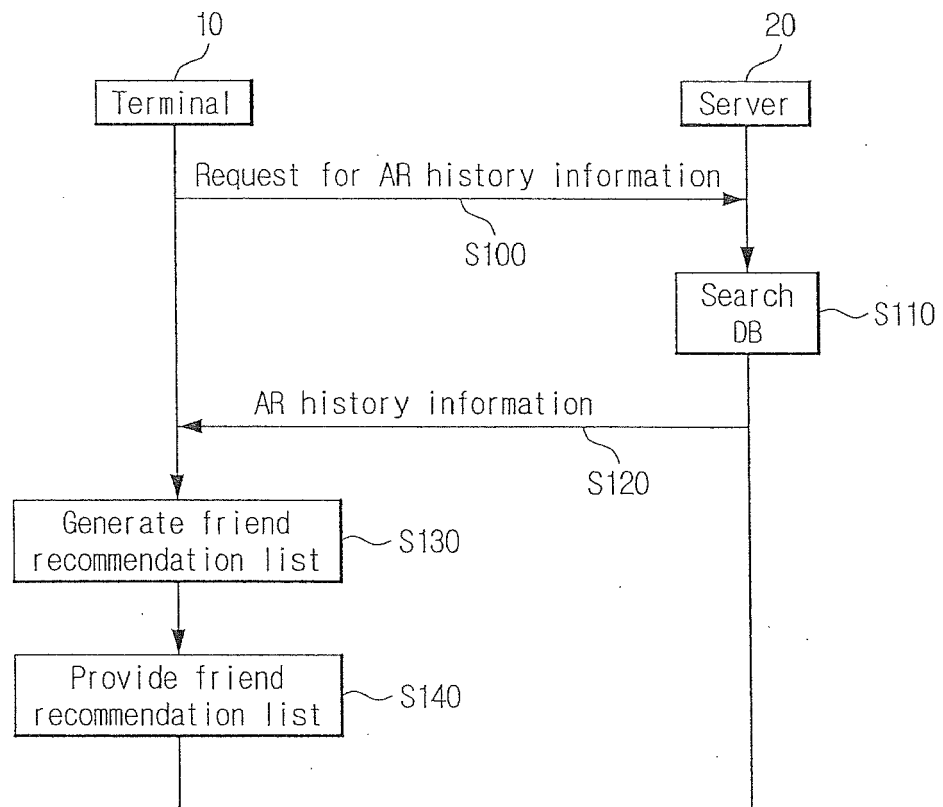 10
20
Terminal
Server
Request for AR history information
S100
Search
DB
S110
AR history information
S120
Generate friend
recommendation list
S130
Provide friend
recommendation list
S140